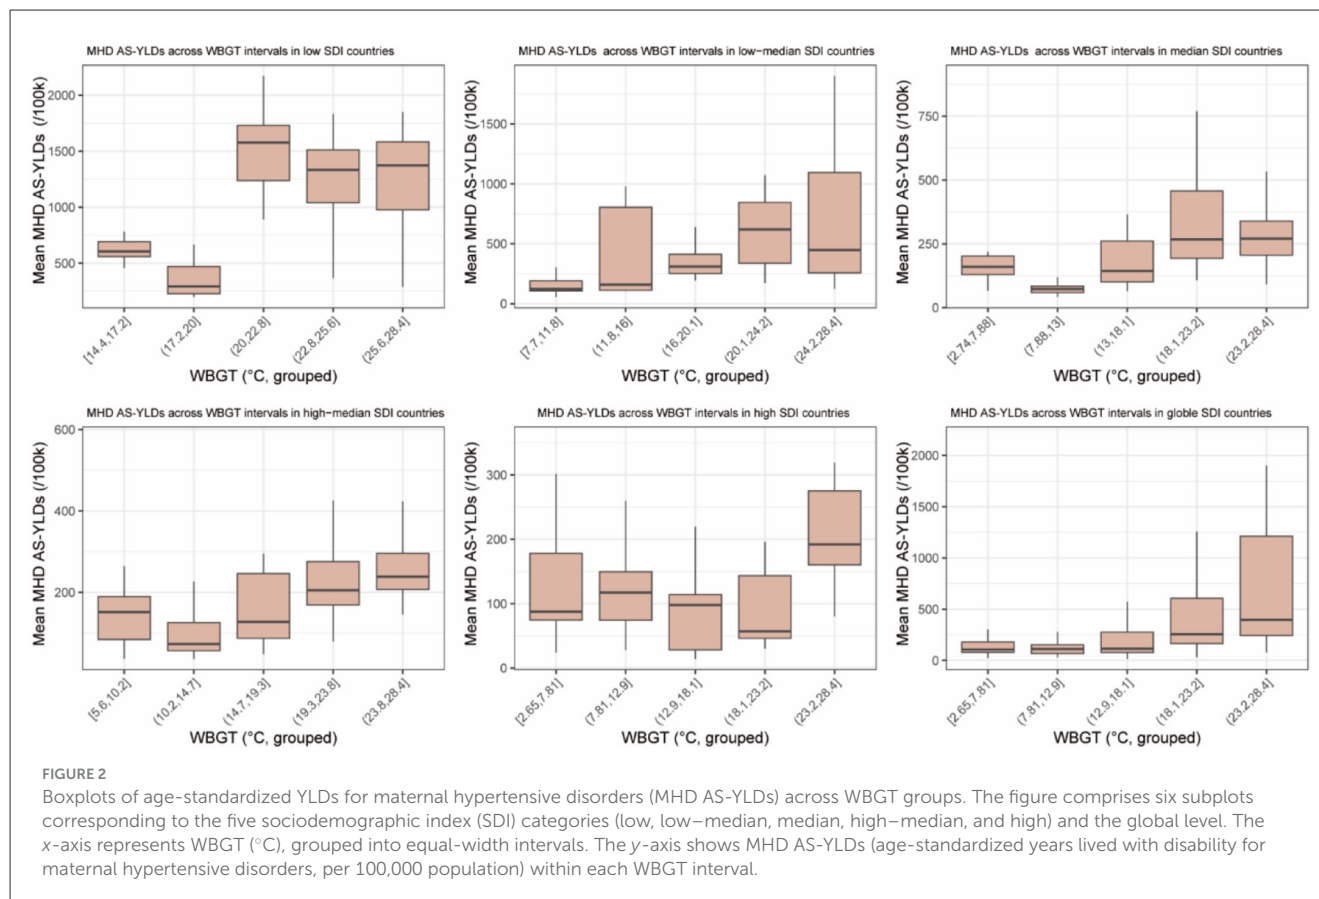 MHD AS-YLDs across WBGT intervals in low SDI countries
Mean MHD AS-YLDs (/100k)
2000
1500
1000
500
[14.4,17.2]
(17.2,20]
(20,22.8]
(22.8,25.6]
(25.6,28.4]
WBGT (°C, grouped)
MHD AS-YLDs across WBGT intervals in low-median SDI countries
Mean MHD AS-YLDs (/100k)
1500
1000
500
0
[7.7,11.8]
(11.8,16]
(16,20.1]
(20.1,24.2]
(24.2,28.4]
WBGT (°C, grouped)
MHD AS-YLDs across WBGT intervals in median SDI countries
Mean MHD AS-YLDs (/100k)
750
500
250
0
[2.74,7.88]
(7.88,13]
(13,18.1]
(18.1,23.2]
(23.2,28.4]
WBGT (°C, grouped)
MHD AS-YLDs across WBGT intervals in high-median SDI countries
Mean MHD AS-YLDs (/100k)
600
400
200
[5.6,10.2]
(10.2,14.7]
(14.7,19.3]
(19.3,23.8]
(23.8,28.4]
WBGT (°C, grouped)
MHD AS-YLDs across WBGT intervals in high SDI countries
Mean MHD AS-YLDs (/100k)
300
200
100
0
[2.65,7.81]
(7.81,12.9]
(12.9,18.1]
(18.1,23.2]
(23.2,28.4]
WBGT (°C, grouped)
MHD AS-YLDs across WBGT intervals in globle SDI countries
Mean MHD AS-YLDs (/100k)
2000
1500
1000
500
0
[2.65,7.81]
(7.81,12.9]
(12.9,18.1]
(18.1,23.2]
(23.2,28.4]
WBGT (°C, grouped)
FIGURE 2
Boxplots of age-standardized YLDs for maternal hypertensive disorders (MHD AS-YLDs) across WBGT groups. The figure comprises six subplots
corresponding to the five sociodemographic index (SDI) categories (low, low–median, median, high–median, and high) and the global level. The
x-axis represents WBGT (°C), grouped into equal-width intervals. The y-axis shows MHD AS-YLDs (age-standardized years lived with disability for
maternal hypertensive disorders, per 100,000 population) within each WBGT interval.